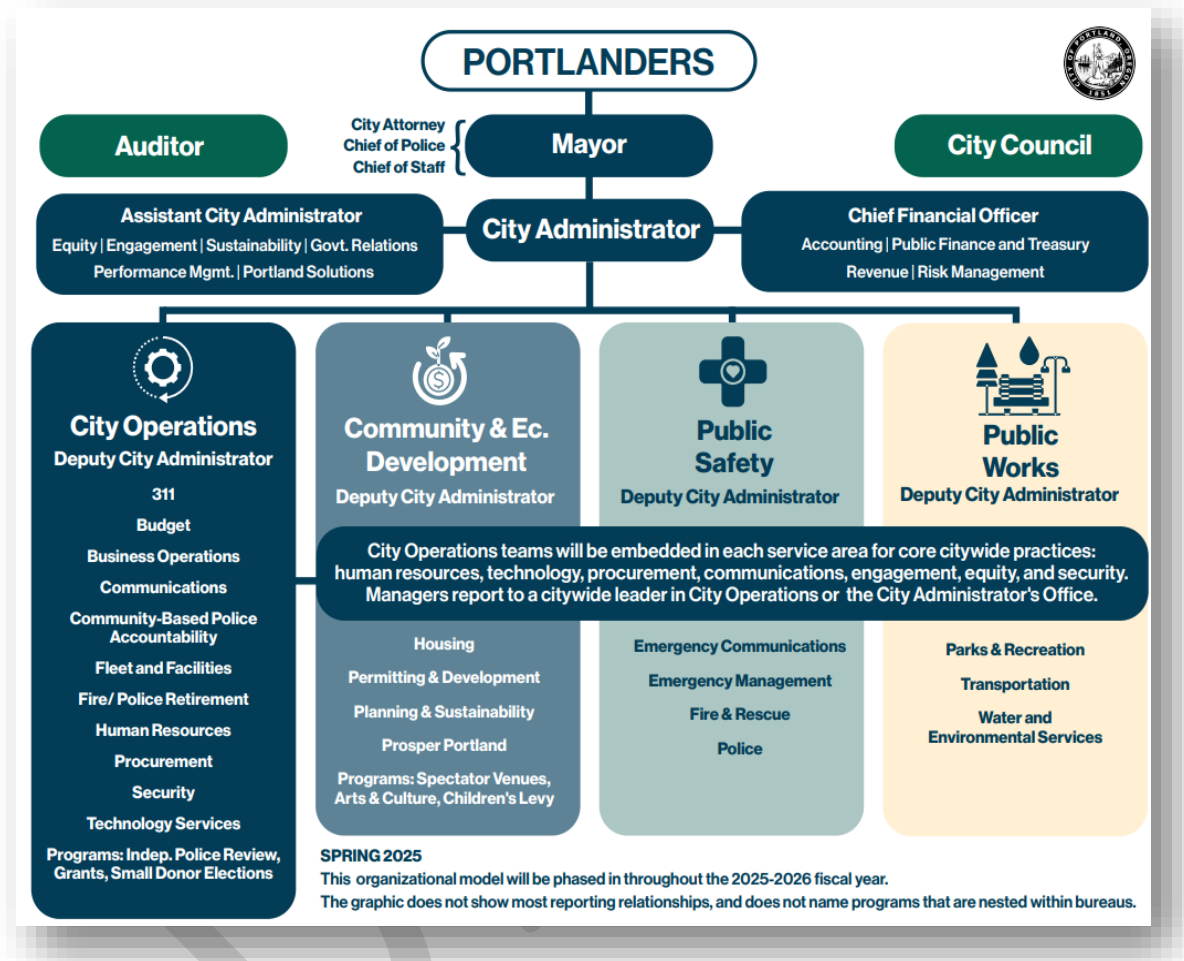 PORTLANDERS
CITY OF PORTLAND, OREGON
1851
Auditor
City Attorney
Chief of Police
Chief of Staff
Mayor
City Council
Assistant City Administrator
Equity | Engagement | Sustainability | Govt. Relations
Performance Mgmt. | Portland Solutions
City Administrator
Chief Financial Officer
Accounting | Public Finance and Treasury
Revenue | Risk Management
City Operations
Deputy City Administrator
311
Budget
Business Operations
Communications
Community-Based Police
Accountability
Fleet and Facilities
Fire/ Police Retirement
Human Resources
Procurement
Security
Technology Services
Programs: Indep. Police Review,
Grants, Small Donor Elections
Community & Ec.
Development
Deputy City Administrator
Public
Safety
Deputy City Administrator
Public
Works
Deputy City Administrator
City Operations teams will be embedded in each service area for core citywide practices:
human resources, technology, procurement, communications, engagement, equity, and security.
Managers report to a citywide leader in City Operations or the City Administrator's Office.
Housing
Permitting & Development
Planning & Sustainability
Prosper Portland
Programs: Spectator Venues,
Arts & Culture, Children's Levy
Emergency Communications
Emergency Management
Fire & Rescue
Police
Parks & Recreation
Transportation
Water and
Environmental Services
SPRING 2025
This organizational model will be phased in throughout the 2025-2026 fiscal year.
The graphic does not show most reporting relationships, and does not name programs that are nested within bureaus.